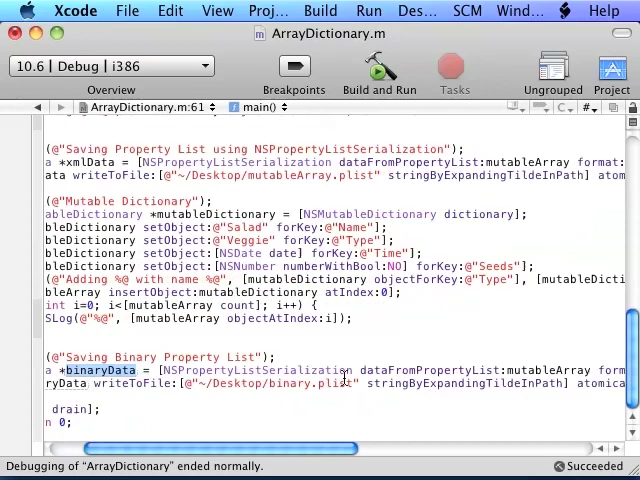 Xcode File Edit View Proj... Build Run Des... SCM Wind... Help
ArrayDictionary.m
10.6 | Debug | i386
Overview Breakpoints Build and Run Tasks Ungrouped Project
ArrayDictionary.m:61 main() C #
(@"Saving Property List using NSPropertyListSerialization");
a *xmlData = [NSPropertyListSerialization dataFromPropertyList:mutableArray format:
ata writeToFile:[@"~/Desktop/mutableArray.plist" stringByExpandingTildeInPath] atom
(@"Mutable Dictionary");
ableDictionary *mutableDictionary = [NSMutableDictionary dictionary];
bleDictionary setObject:@"Salad" forKey:@"Name"];
bleDictionary setObject:@"Veggie" forKey:@"Type"];
bleDictionary setObject:[NSDate date] forKey:@"Time"];
bleDictionary setObject:[NSNumber numberWithBool:NO] forKey:@"Seeds"];
(@"Adding %@ with name %@", [mutableDictionary objectForKey:@"Type"], [mutableDicti
bleArray insertObject:mutableDictionary atIndex:0];
int i=0; i<[mutableArray count]; i++) {
SLog(@"%@", [mutableArray objectAtIndex:i]);
(@"Saving Binary Property List");
a *binaryData = [NSPropertyListSerialization dataFromPropertyList:mutableArray form
ryData writeToFile:[@"~/Desktop/binary.plist" stringByExpandingTildeInPath] atomica
drain];
n 0;
Debugging of "ArrayDictionary" ended normally. Succeeded